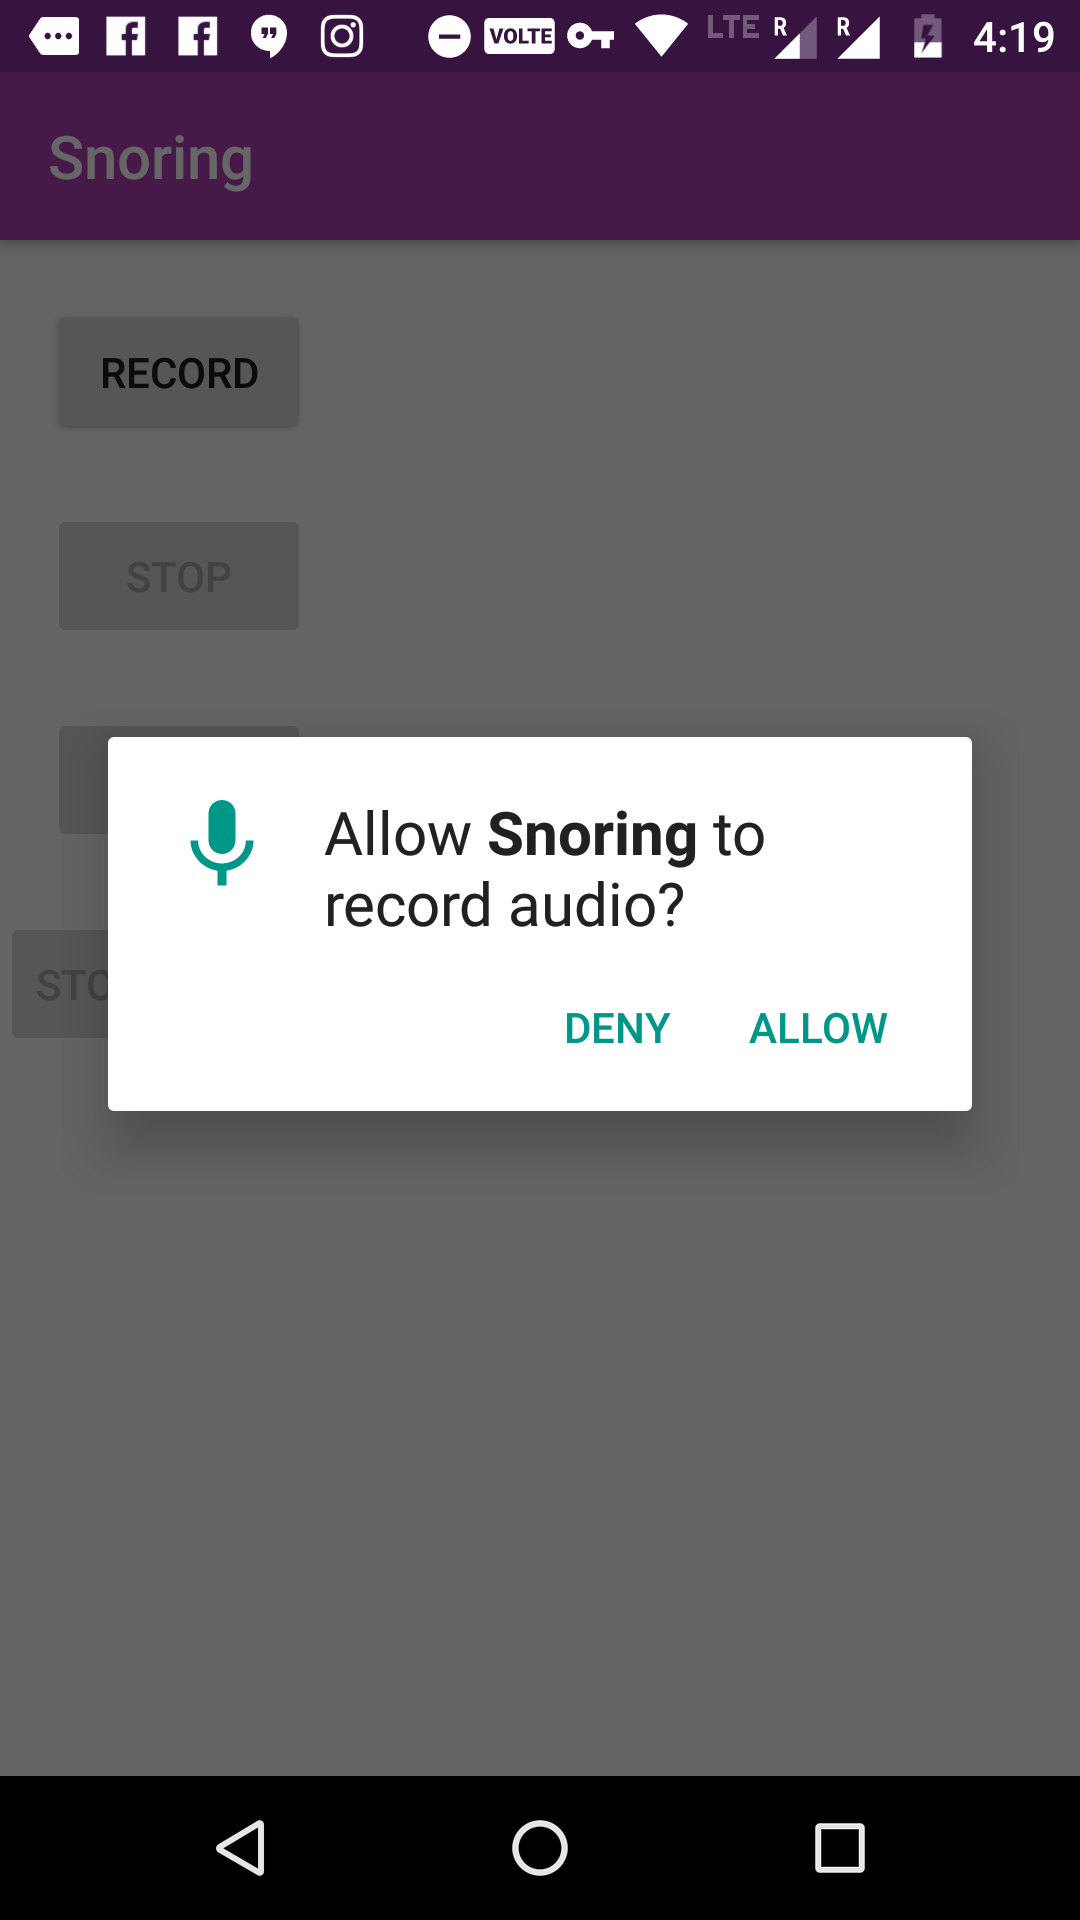 VOLTE LTE R R 4:19
Snoring
RECORD
STOP
Allow Snoring to
record audio?
STO
DENY ALLOW